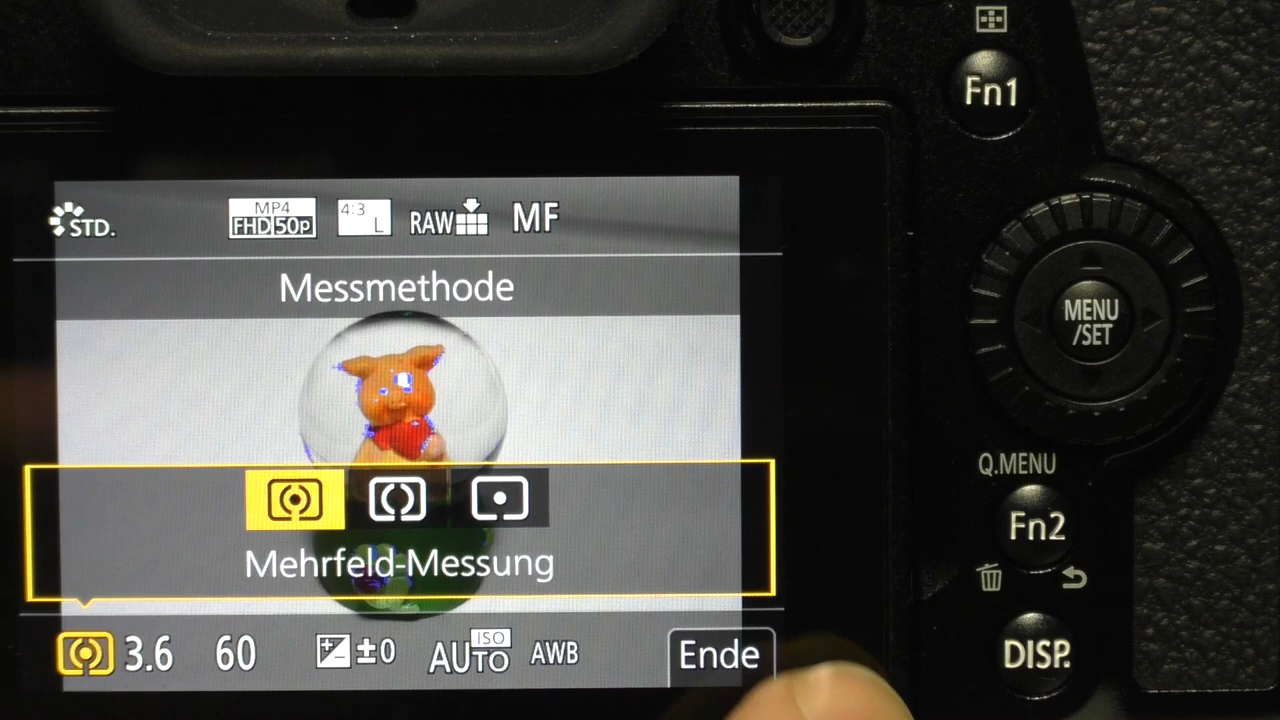 Fn1
STD.
MP4
FHD 50p
4:3
L
RAW
MF
Messmethode
MENU
/SET
Mehrfeld-Messung
Q.MENU
Fn2
3.6
60
±0
ISO
AUTO
AWB
Ende
DISP.